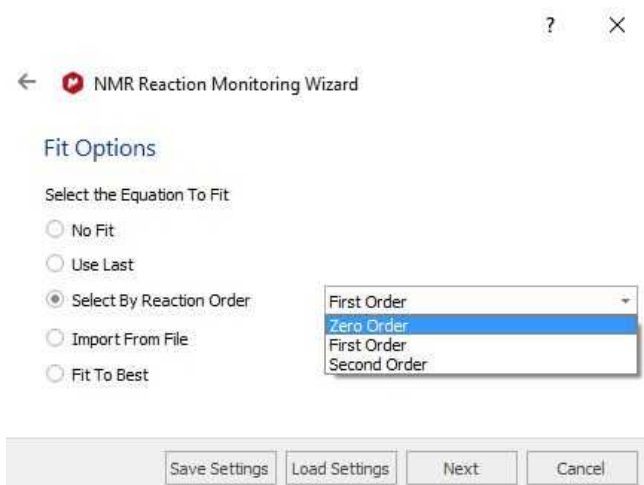 ?
NMR Reaction Monitoring Wizard
Fit Options
Select the Equation To Fit
No Fit
Use Last
Select By Reaction Order
First Order
Zero Order
First Order
Second Order
Import From File
Fit To Best
Save Settings Load Settings Next Cancel